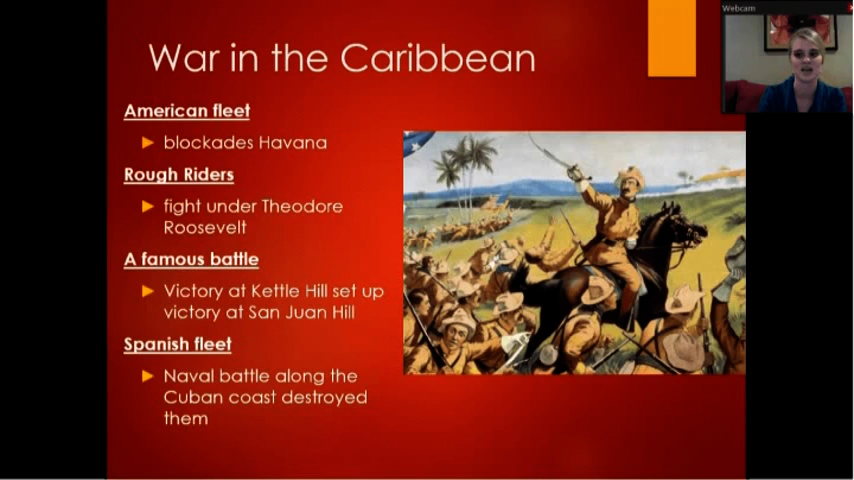 Webcam
War in the Caribbean
American fleet
blockades Havana
Rough Riders
fight under Theodore
Roosevelt
A famous battle
Victory at Kettle Hill set up
victory at San Juan Hill
Spanish fleet
Naval battle along the
Cuban coast destroyed
them